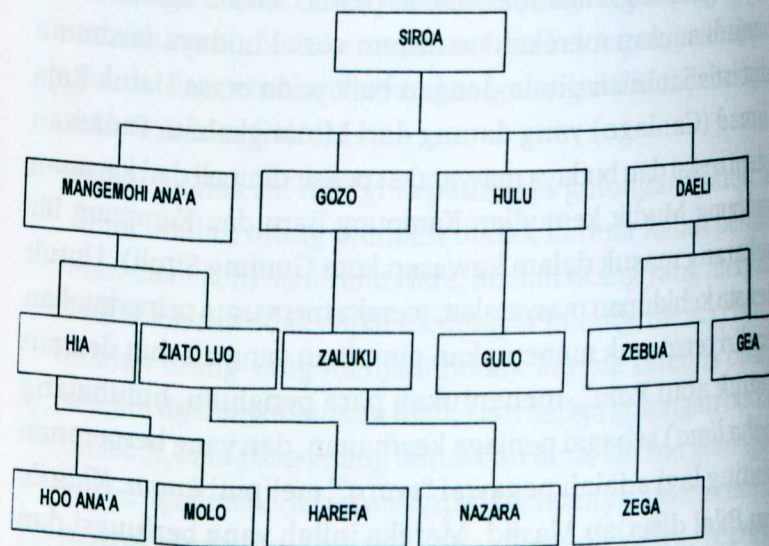 SIROA
MANGEMOHI ANA'A GOZO HULU DAELI
HIA ZIATO LUO ZALUKU GULO ZEBUA GEA
HOO ANA'A MOLO HAREFA NAZARA ZEGA